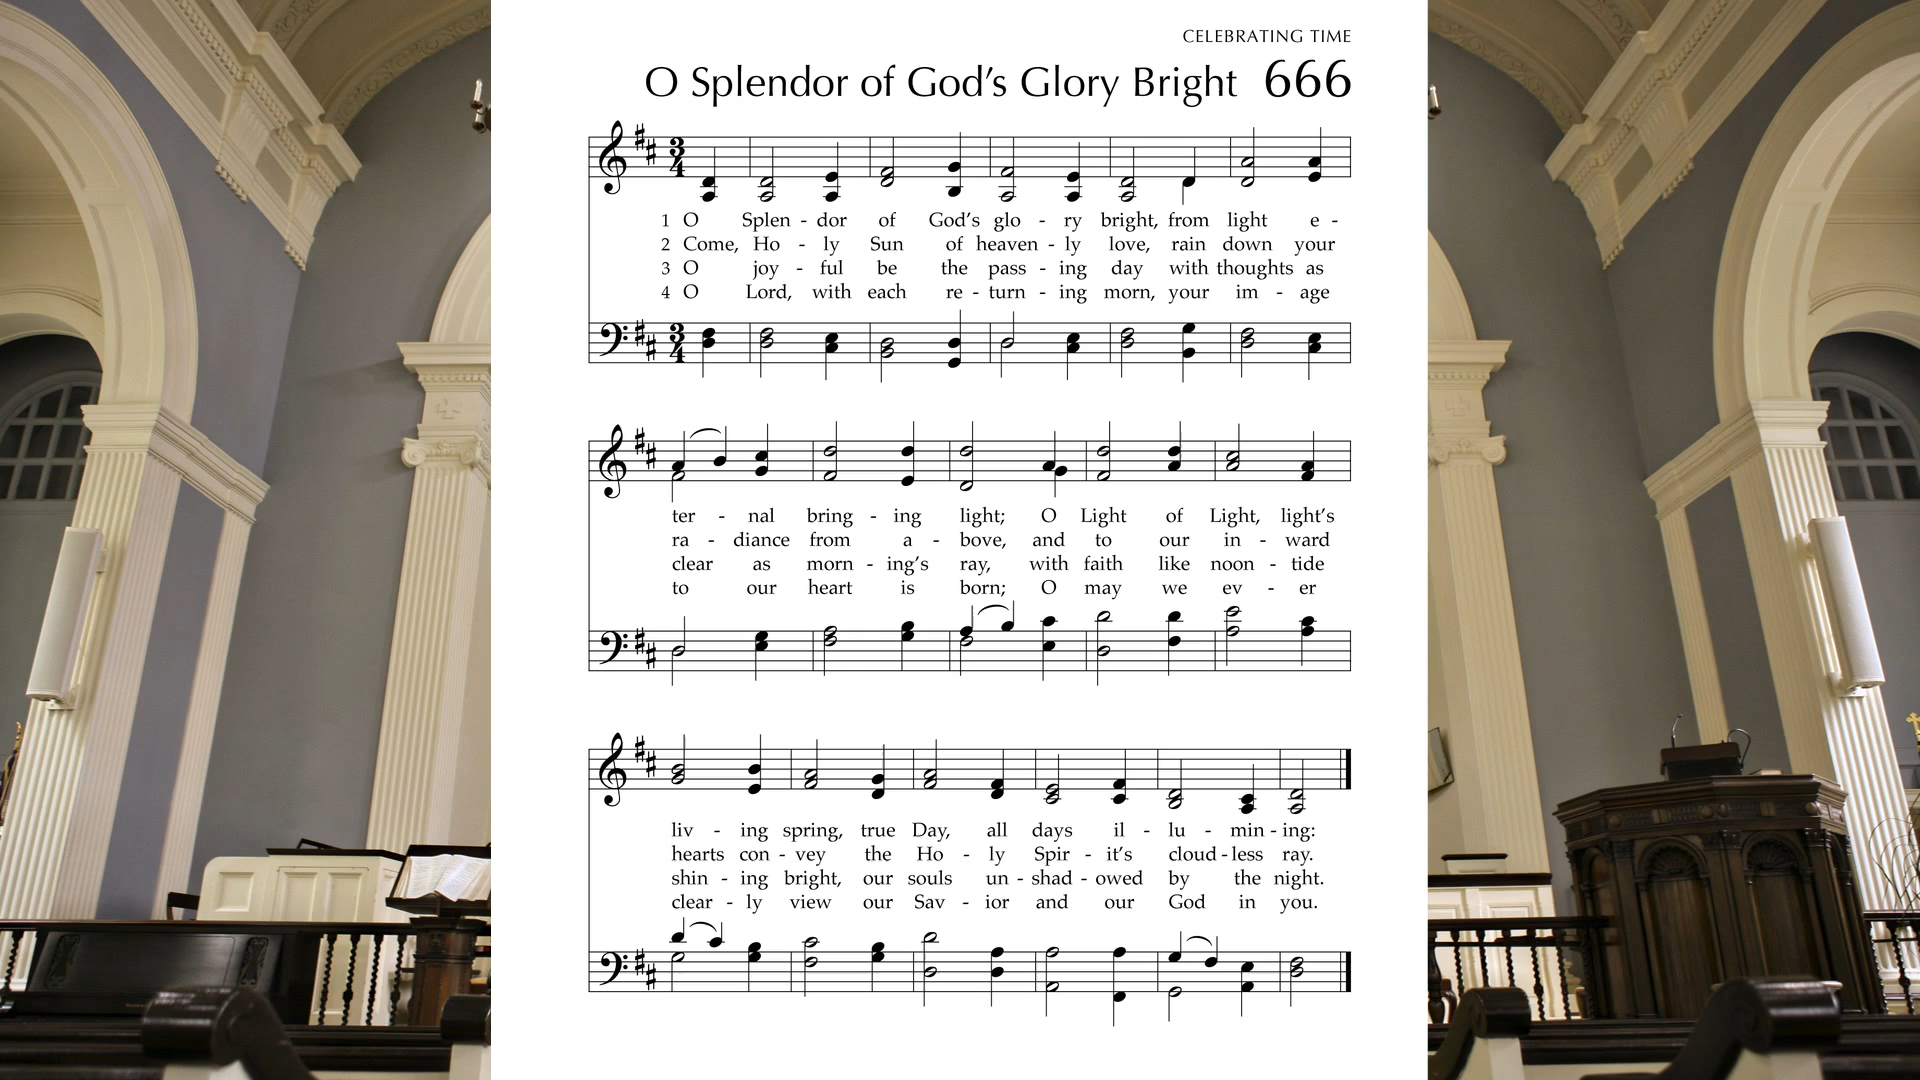 CELEBRATING TIME
O Splendor of God's Glory Bright 666
1 O Splen - dor of God's glo - ry bright, from light e -
2 Come, Ho - ly Sun of heaven - ly love, rain down your
3 O joy - ful be the pass - ing day with thoughts as
4 O Lord, with each re - turn - ing morn, your im - age
ter - nal bring - ing light; O Light of Light, light's
ra - diance from a - bove, and to our in - ward
clear as morn - ing's ray, with faith like noon - tide
to our heart is born; O may we ev - er
liv - ing spring, true Day, all days il - lu - min - ing:
hearts con - vey the Ho - ly Spir - it's cloud - less ray.
shin - ing bright, our souls un - shad - owed by the night.
clear - ly view our Sav - ior and our God in you.